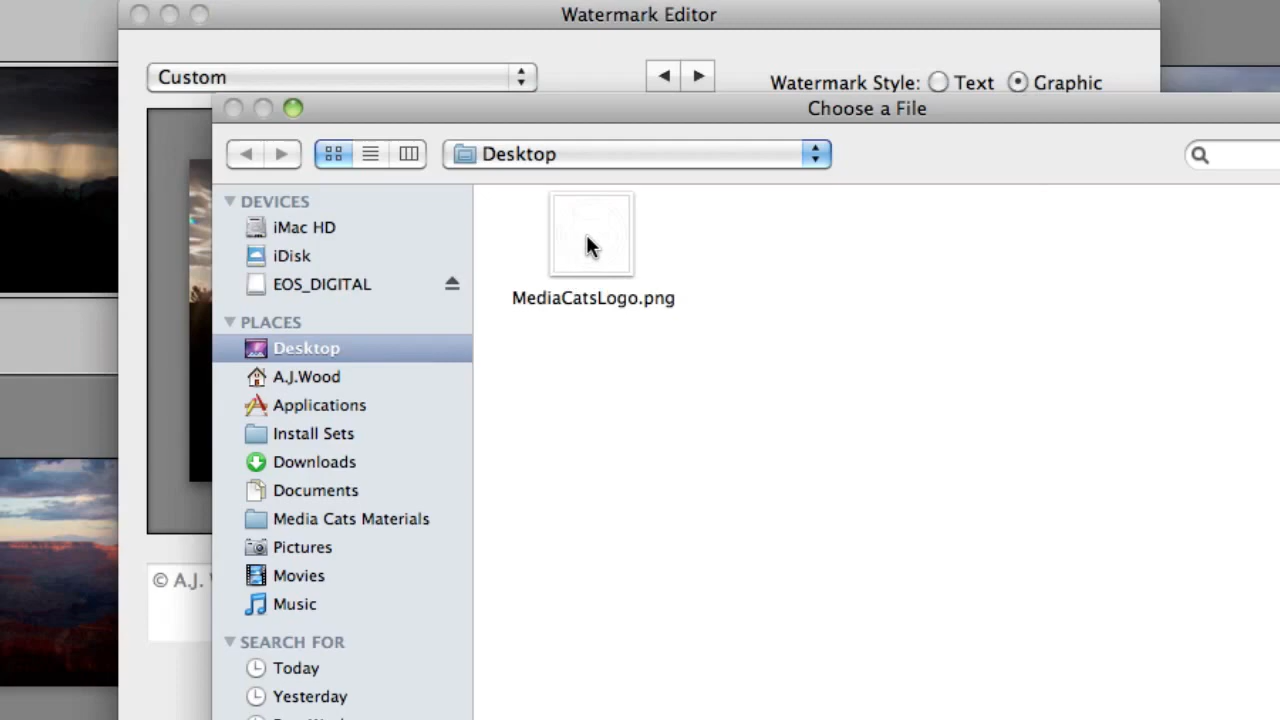 Watermark Editor
Custom
Watermark Style: Text Graphic
Choose a File
Desktop
DEVICES
iMac HD
iDisk
EOS_DIGITAL
PLACES
Desktop
A.J.Wood
Applications
Install Sets
Downloads
Documents
Media Cats Materials
Pictures
Movies
Music
SEARCH FOR
Today
Yesterday
MediaCatsLogo.png
© A.J.